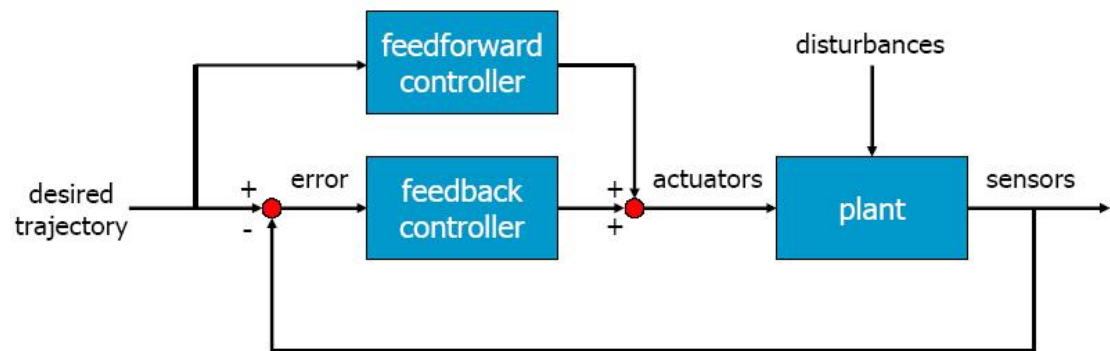 feedforward
controller
disturbances
desired
trajectory
+
-
error
feedback
controller
+
+
actuators
plant
sensors